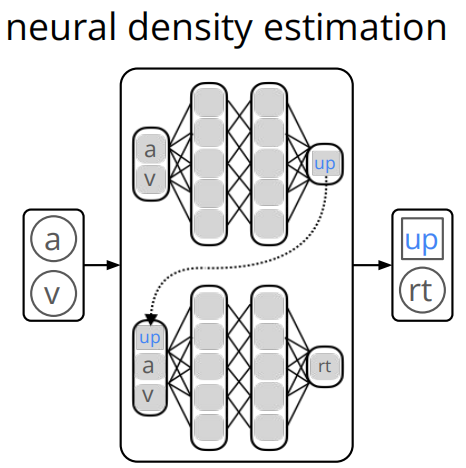 neural density estimation
a
v
up
a
v
up
a
v
rt
up
rt